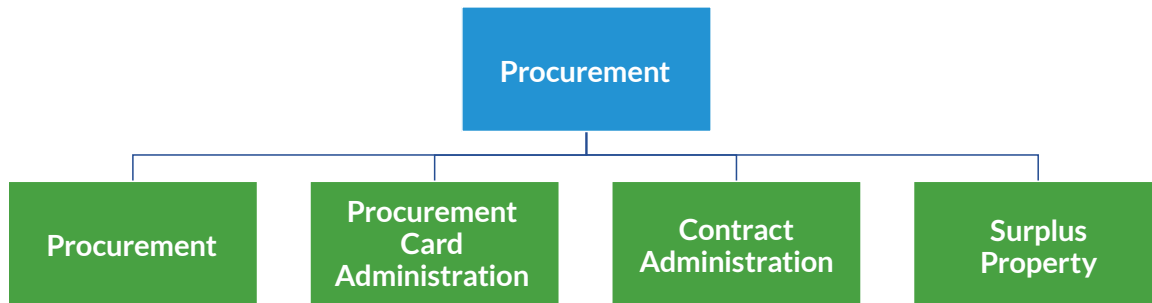 Procurement
Procurement
Procurement
Card
Administration
Contract
Administration
Surplus
Property